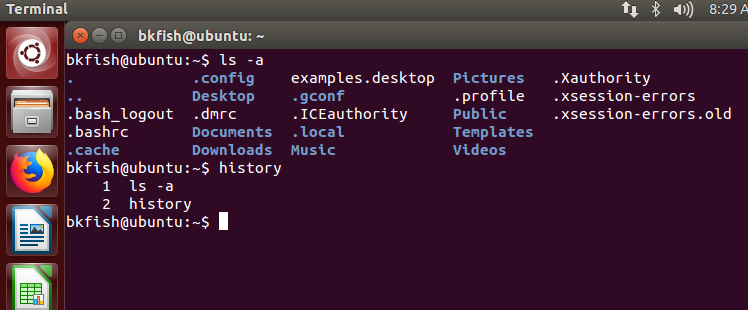 Terminal 8:29 A
bkfish@ubuntu: ~
bkfish@ubuntu:~$ ls -a
. .config examples.desktop Pictures .Xauthority
.. Desktop .gconf .profile .xsession-errors
.bash_logout .dmrc .ICEauthority Public .xsession-errors.old
.bashrc Documents .local Templates
.cache Downloads Music Videos
bkfish@ubuntu:~$ history
1 ls -a
2 history
bkfish@ubuntu:~$